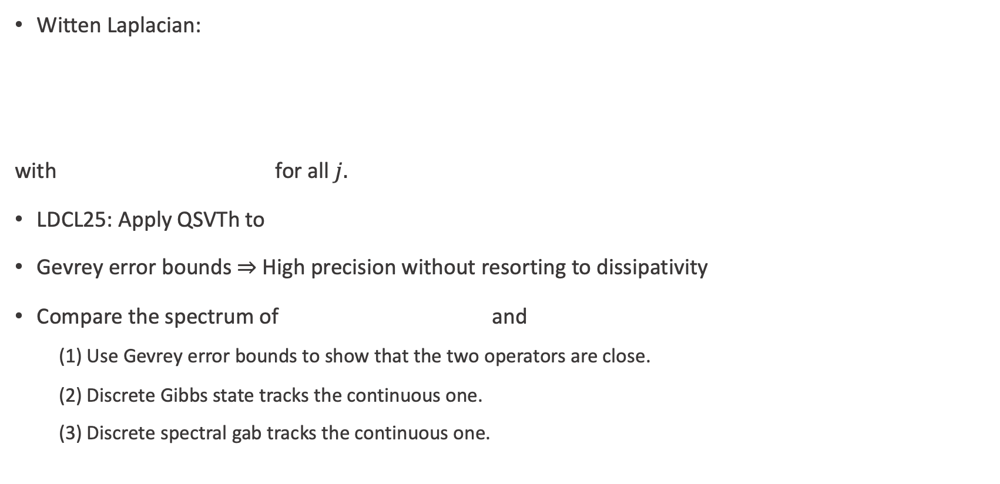 • Witten Laplacian:
with for all j.
• LDCL25: Apply QSVTh to
• Gevrey error bounds ⇒ High precision without resorting to dissipativity
• Compare the spectrum of and
(1) Use Gevrey error bounds to show that the two operators are close.
(2) Discrete Gibbs state tracks the continuous one.
(3) Discrete spectral gab tracks the continuous one.